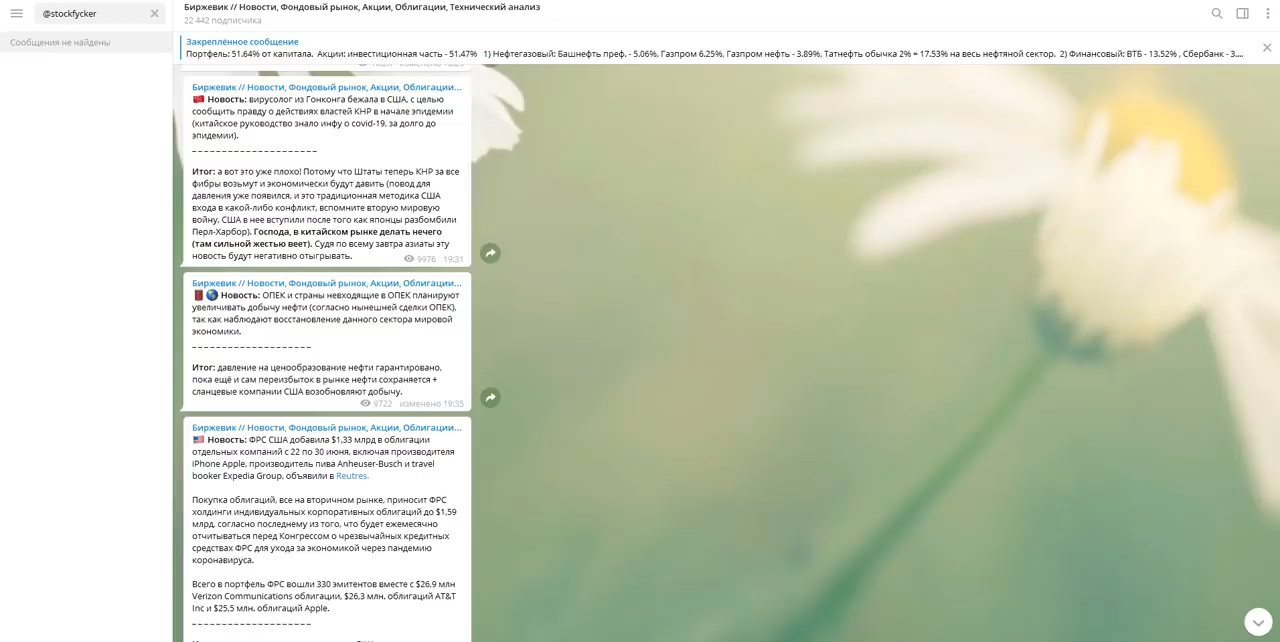 @stockfycker
Сообщения не найдены
Биржевик // Новости, Фондовый рынок, Акции, Облигации, Технический анализ
22 442 подписчика
Закреплённое сообщение
Портфель: 51.64% от капитала. Акции: инвестиционная часть - 51.47% 1) Нефтегазовый: Башнефть преф. - 5.06%, Газпром 6.25%, Газпром нефть - 3.89%, Татнефть обычка 2% = 17.53% на весь нефтяной сектор. 2) Финансовый: ВТБ - 13.52% , Сбербанк - 3....
Биржевик // Новости, Фондовый рынок, Акции, Облигации...
Новость: вирусолог из Гонконга бежала в США, с целью
сообщить правду о действиях властей КНР в начале эпидемии
(китайское руководство знало инфу о covid-19, за долго до
эпидемии).
_ _ _ _ _ _ _ _ _ _ _ _ _ _ _ _ _ _ _ _ _
Итог: а вот это уже плохо! Потому что Штаты теперь КНР за все
фибры возьмут и экономически будут давить (повод для
давления уже появился, и это традиционная методика США
входа в какой-либо конфликт, вспомните вторую мировую
войну, США в нее вступили после того как японцы разбомбили
Перл-Харбор). Господа, в китайском рынке делать нечего
(там сильной жестью веет). Судя по всему завтра азиаты эту
новость будут негативно отыгрывать.
9976 19:31
Биржевик // Новости, Фондовый рынок, Акции, Облигации...
Новость: ОПЕК и страны невходящие в ОПЕК планируют
увеличивать добычу нефти (согласно нынешней сделки ОПЕК),
так как наблюдают восстановление данного сектора мировой
экономики.
_ _ _ _ _ _ _ _ _ _ _ _ _ _ _ _ _ _ _ _
Итог: давление на ценообразование нефти гарантировано,
пока ещё и сам переизбыток в рынке нефти сохраняется +
сланцевые компании США возобновляют добычу.
9722 изменено 19:35
Биржевик // Новости, Фондовый рынок, Акции, Облигации...
Новость: ФРС США добавила $1,33 млрд в облигации
отдельных компаний с 22 по 30 июня, включая производителя
iPhone Apple, производитель пива Anheuser-Busch и travel
booker Expedia Group, объявили в Reutres.
Покупка облигаций, все на вторичном рынке, приносит ФРС
холдинги индивидуальных корпоративных облигаций до $1,59
млрд, согласно последнему из того, что будет ежемесячно
отчитываться перед Конгрессом о чрезвычайных кредитных
средствах ФРС для ухода за экономикой через пандемию
коронавируса.
Всего в портфель ФРС вошли 330 эмитентов вместе с $26,9 млн
Verizon Communications облигации, $26,3 млн. облигаций AT&T
Inc и $25.5 млн. облигаций Apple.
_ _ _ _ _ _ _ _ _ _ _ _ _ _ _ _ _ _ _ _